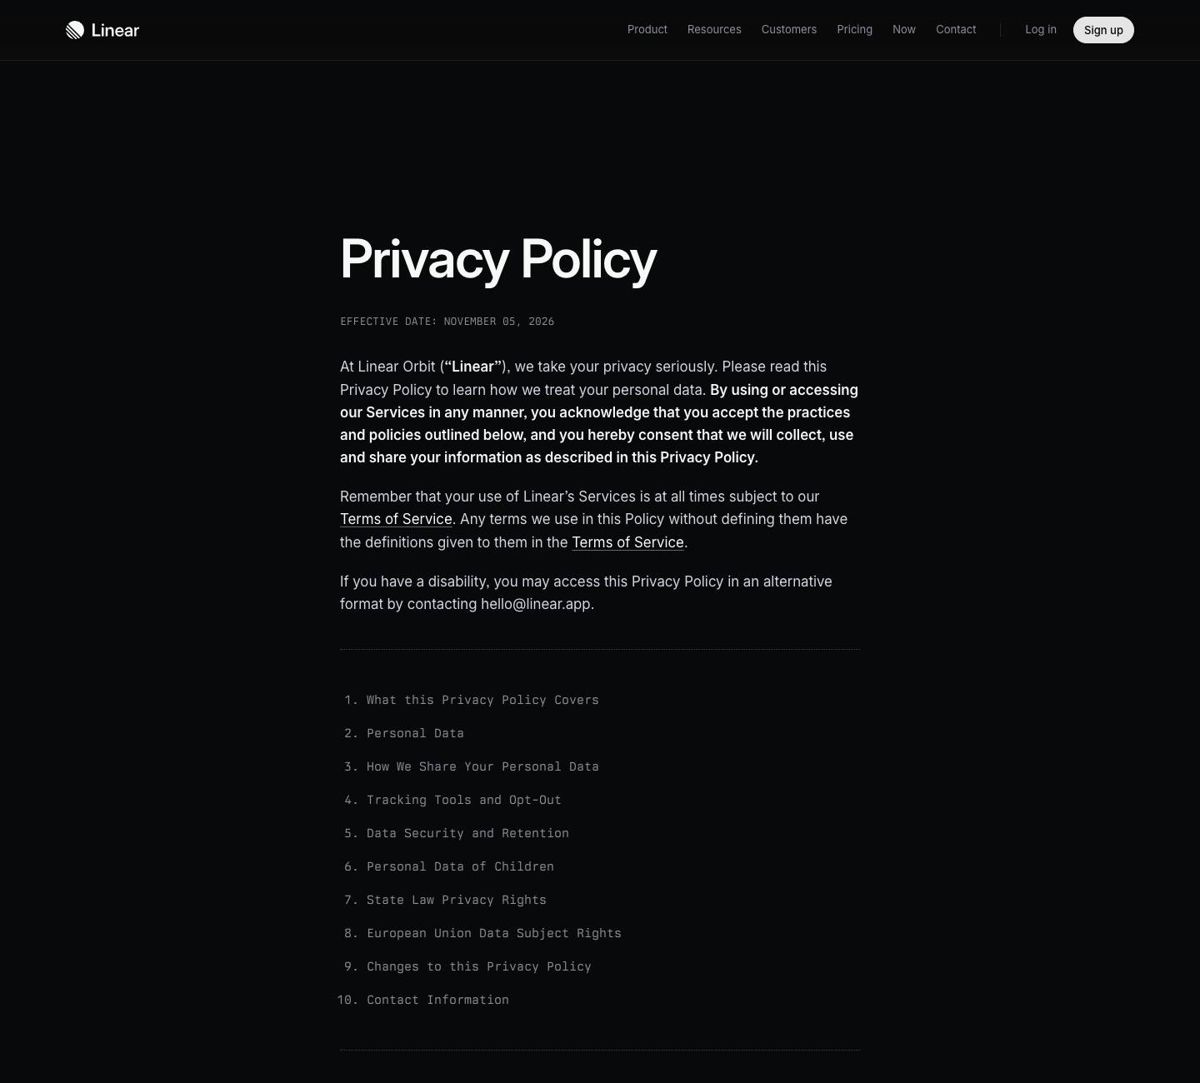 Linear
Product Resources Customers Pricing Now Contact Log in Sign up
Privacy Policy
EFFECTIVE DATE: NOVEMBER 05, 2026
At Linear Orbit (“Linear”), we take your privacy seriously. Please read this
Privacy Policy to learn how we treat your personal data. By using or accessing
our Services in any manner, you acknowledge that you accept the practices
and policies outlined below, and you hereby consent that we will collect, use
and share your information as described in this Privacy Policy.
Remember that your use of Linear’s Services is at all times subject to our
Terms of Service. Any terms we use in this Policy without defining them have
the definitions given to them in the Terms of Service.
If you have a disability, you may access this Privacy Policy in an alternative
format by contacting hello@linear.app.
1. What this Privacy Policy Covers
2. Personal Data
3. How We Share Your Personal Data
4. Tracking Tools and Opt-Out
5. Data Security and Retention
6. Personal Data of Children
7. State Law Privacy Rights
8. European Union Data Subject Rights
9. Changes to this Privacy Policy
10. Contact Information